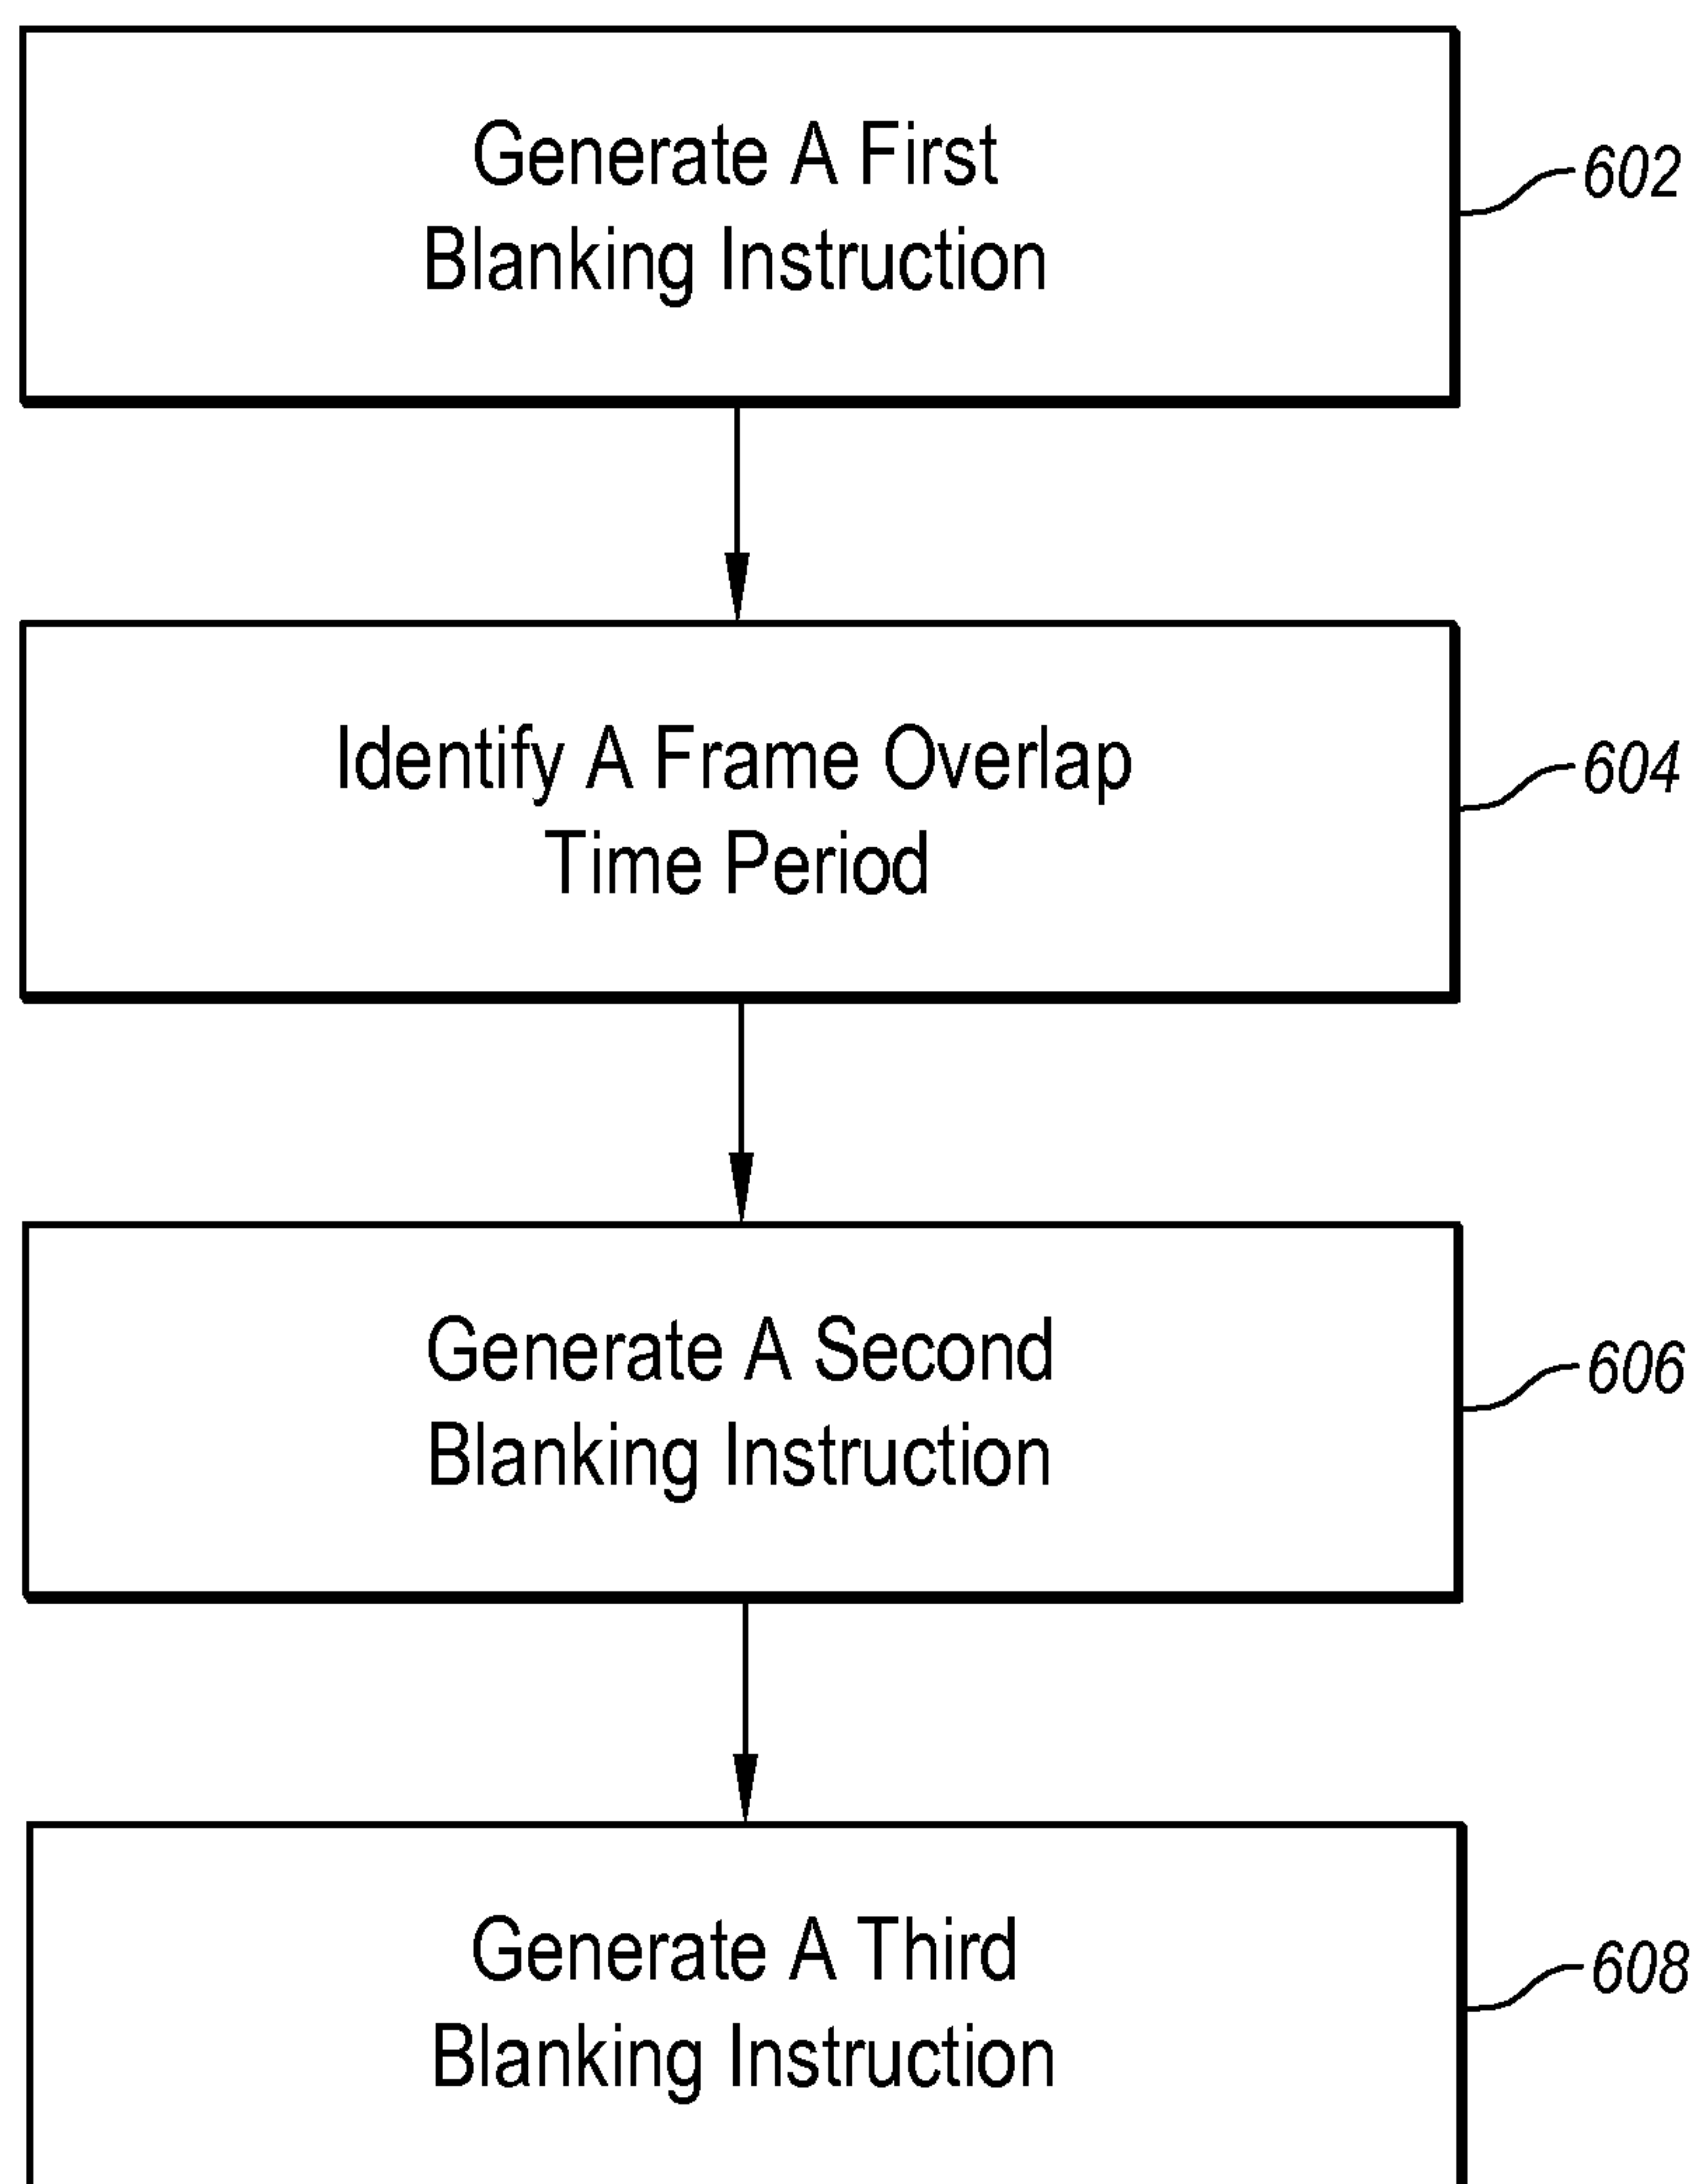 Generate A First
Blanking Instruction
602
Identify A Frame Overlap
Time Period
604
Generate A Second
Blanking Instruction
606
Generate A Third
Blanking Instruction
608